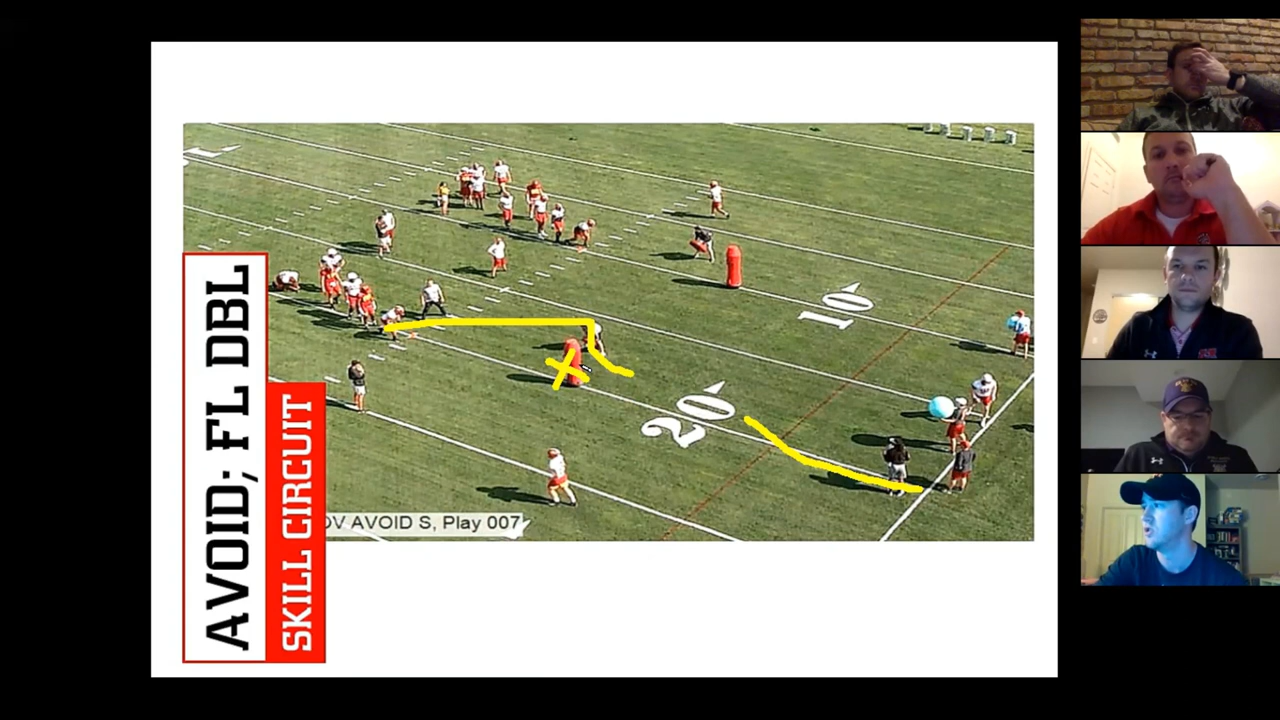 AVOID; FL DBL
SKILL CIRCUIT
10
20
OV AVOID S, Play 007